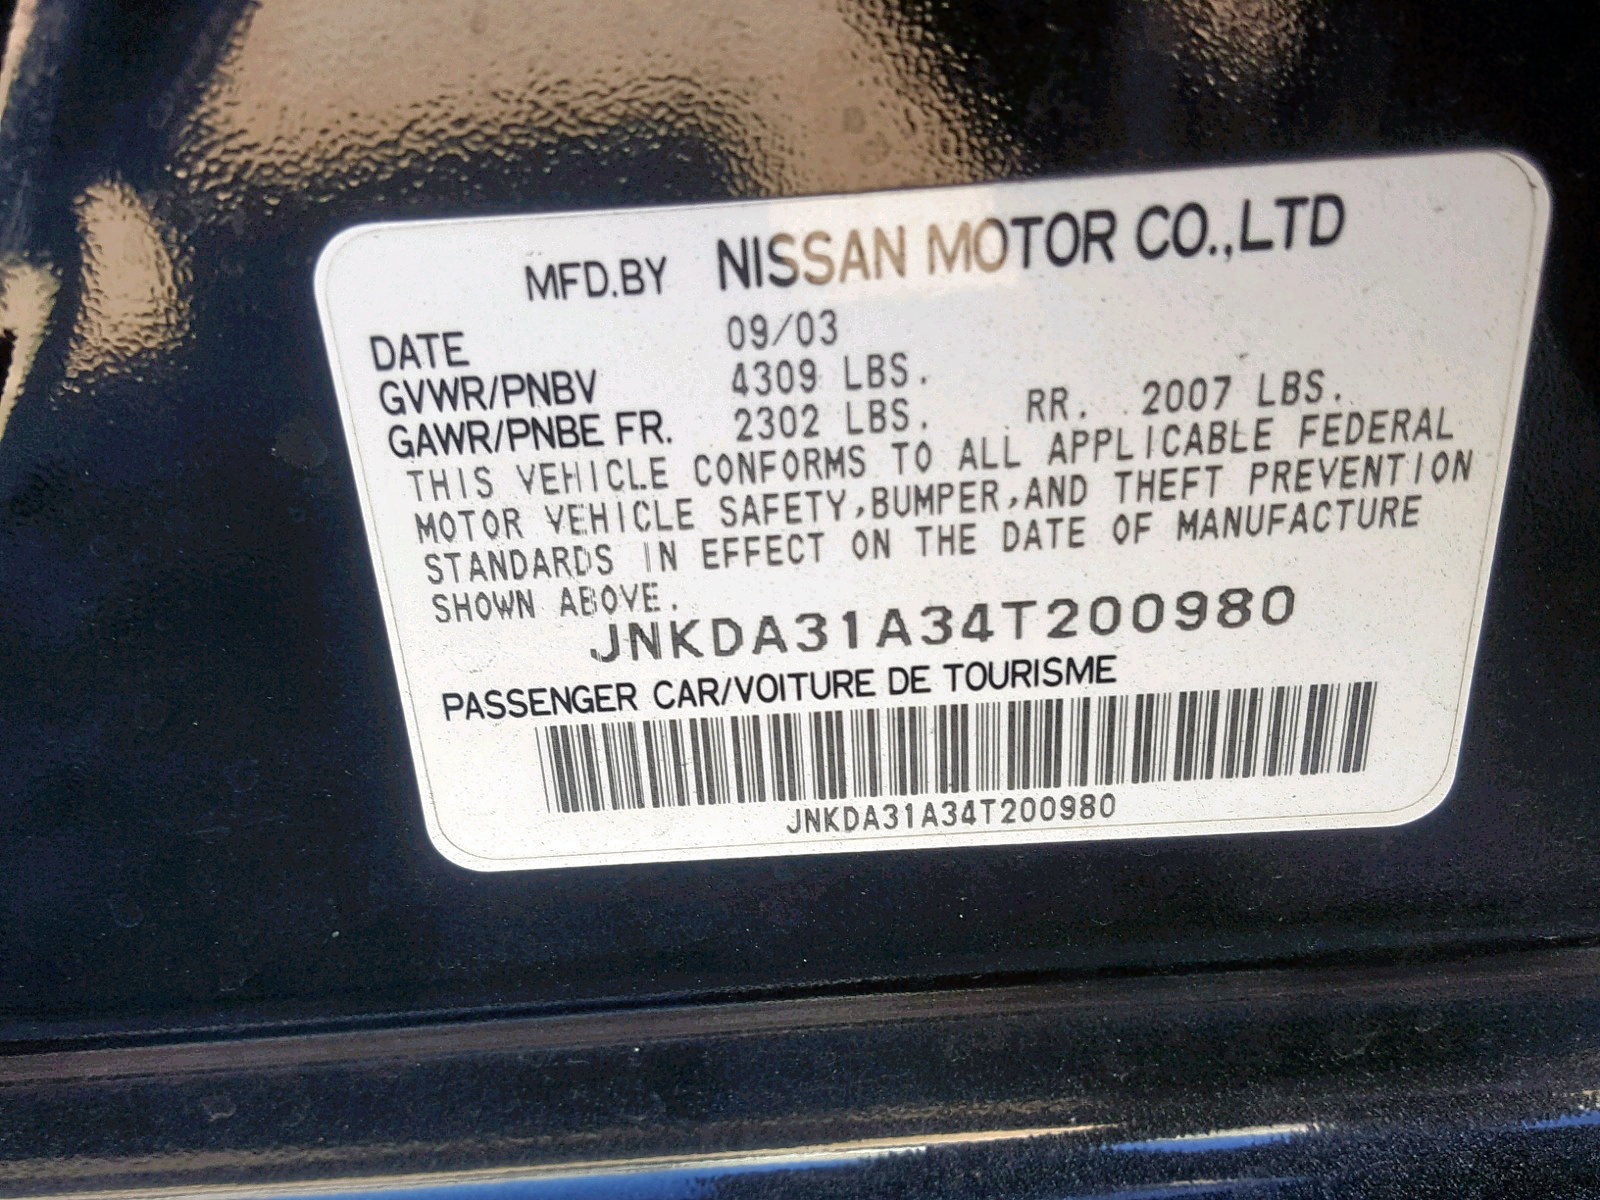 MFD.BY NISSAN MOTOR CO.,LTD
DATE 09/03
GVWR/PNBV 4309 LBS.
GAWR/PNBE FR. 2302 LBS. RR. 2007 LBS.
THIS VEHICLE CONFORMS TO ALL APPLICABLE FEDERAL
MOTOR VEHICLE SAFETY,BUMPER,AND THEFT PREVENTION
STANDARDS IN EFFECT ON THE DATE OF MANUFACTURE
SHOWN ABOVE.
JNKDA31A34T200980
PASSENGER CAR/VOITURE DE TOURISME
JNKDA31A34T200980